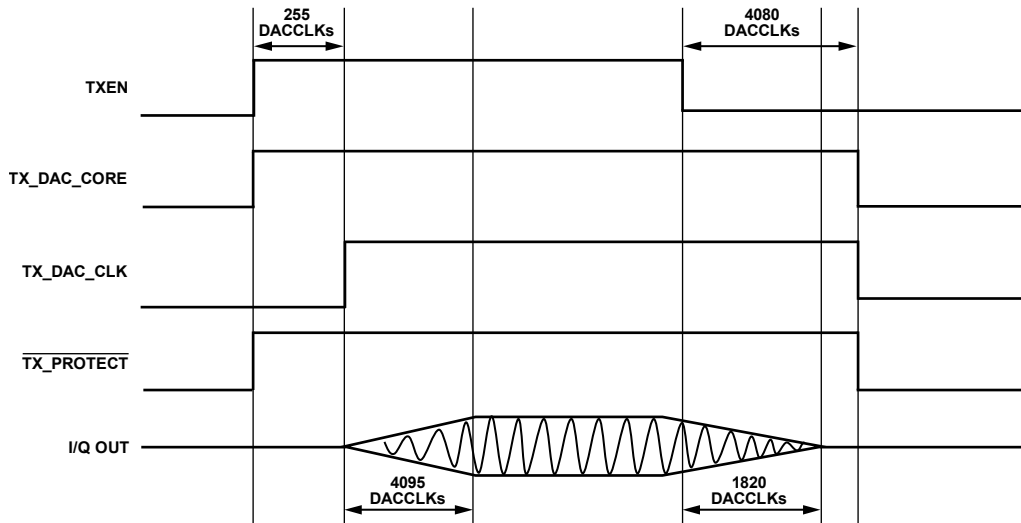 255
DACCLKs
4080
DACCLKs
TXEN
TX_DAC_CORE
TX_DAC_CLK
TX_PROTECT
I/Q OUT
4095
DACCLKs
1820
DACCLKs